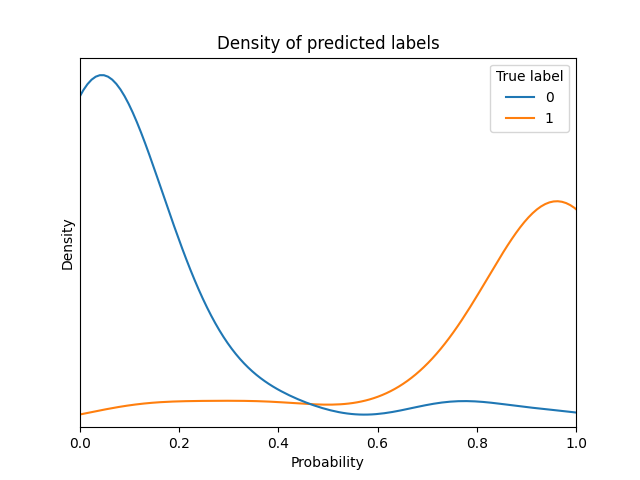 Density of predicted labels
True label
0
1
Density
0.0 0.2 0.4 0.6 0.8 1.0
Probability